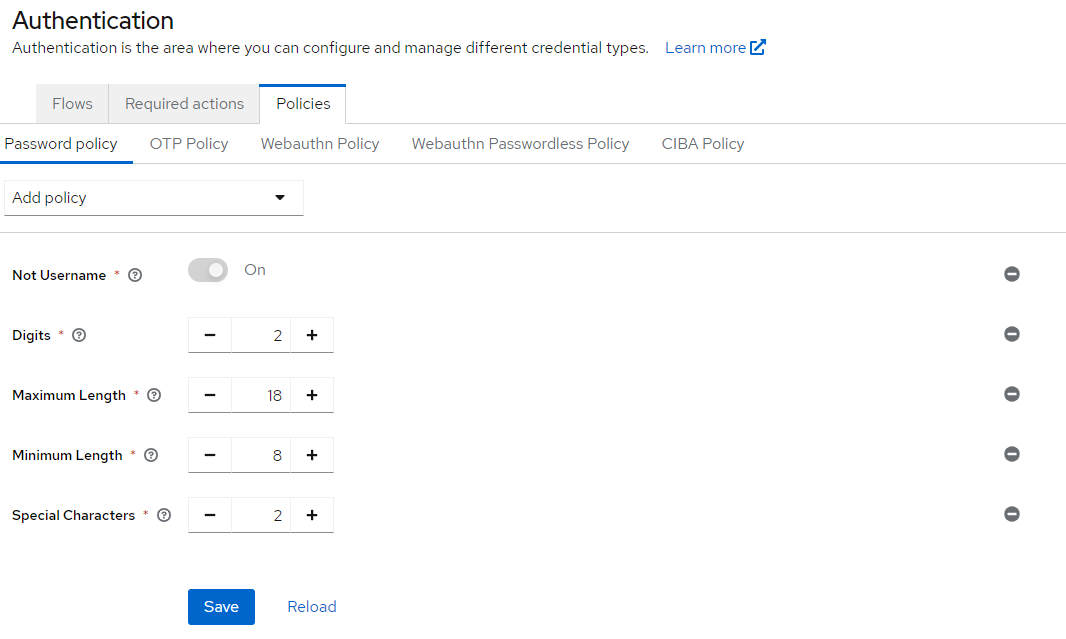 Authentication
Authentication is the area where you can configure and manage different credential types. Learn more
Flows Required actions Policies
Password policy OTP Policy Webauthn Policy Webauthn Passwordless Policy CIBA Policy
Add policy
Not Username * On
Digits * 2
Maximum Length * 18
Minimum Length * 8
Special Characters * 2
Save Reload